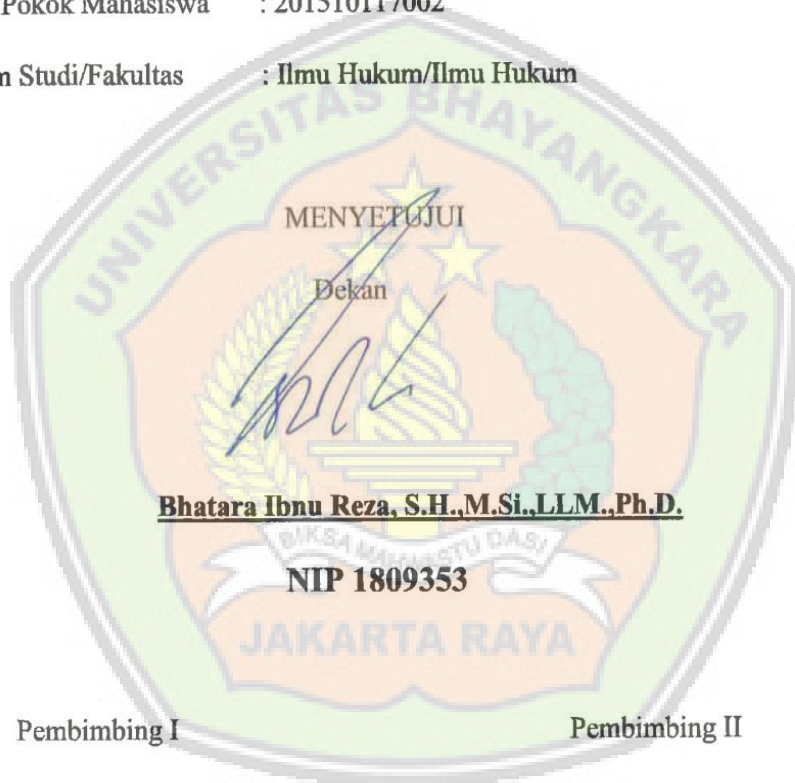 Pokok Mahasiswa : 201510117002
m Studi/Fakultas : Ilmu Hukum/Ilmu Hukum
UNIVERSITAS BHAYANGKARA
MENYETUJUI
Dekan
Bhatara Ibnu Reza, S.H.,M.Si.,LLM.,Ph.D.
NIP 1809353
JAKARTA RAYA
Pembimbing I Pembimbing II